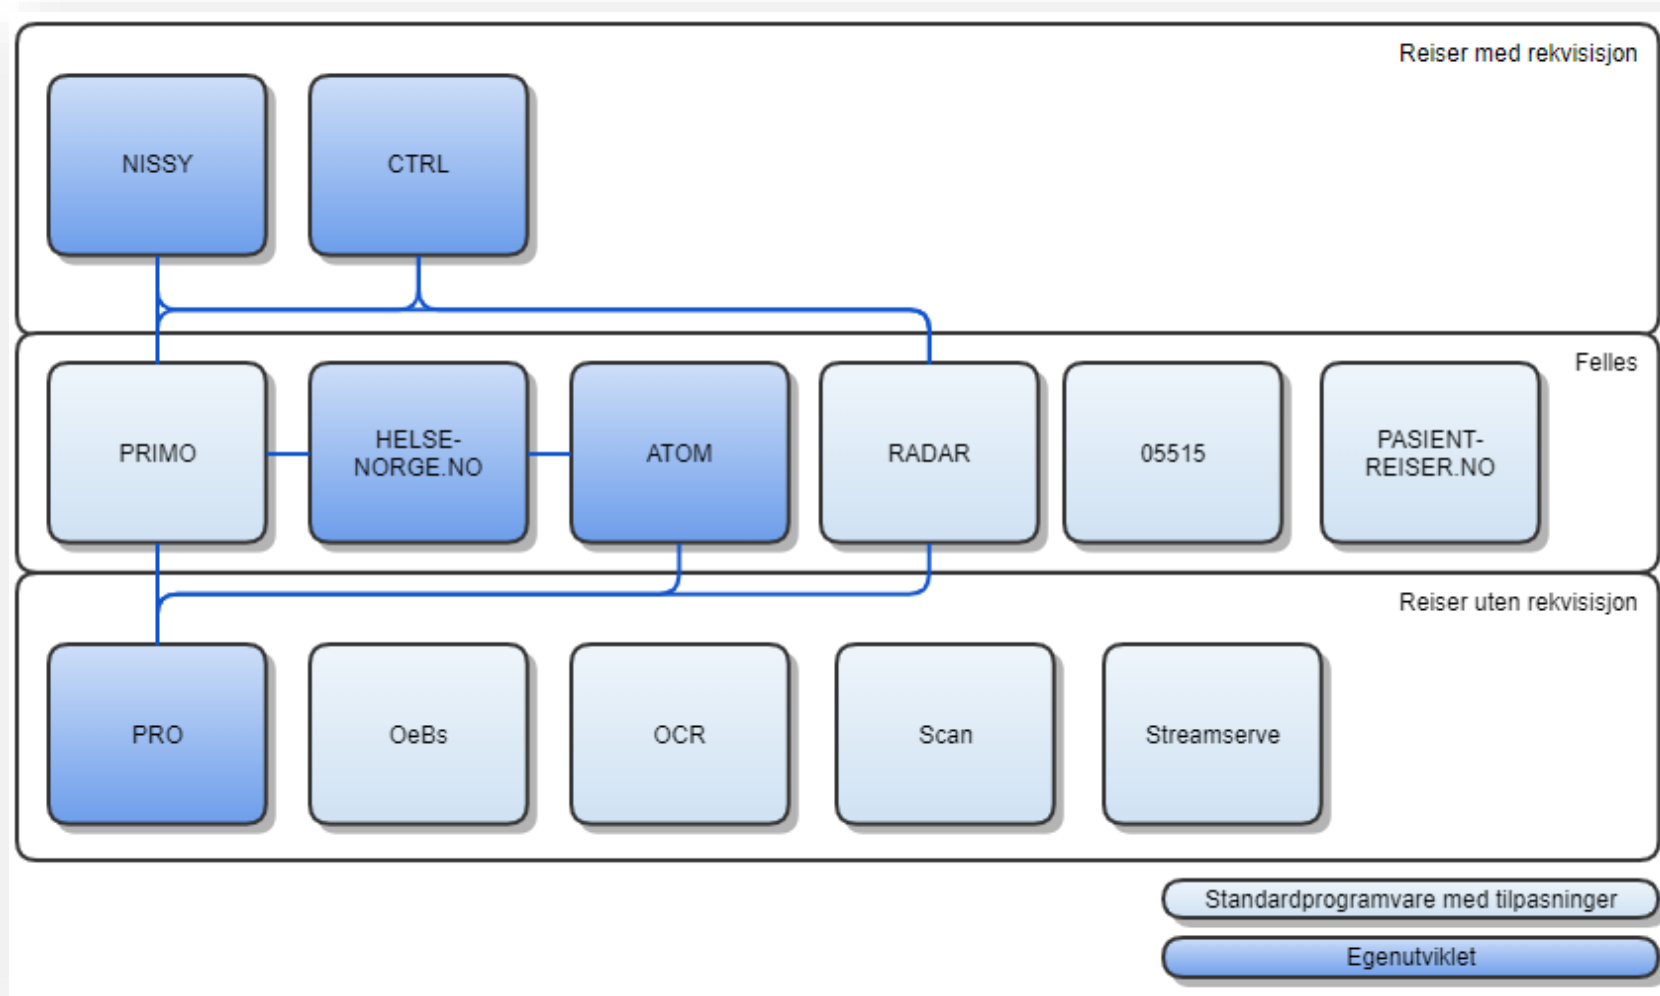 Reiser med rekvisisjon
NISSY
CTRL
Felles
PRIMO
HELSE-
NORGE.NO
ATOM
RADAR
05515
PASIENT-
REISER.NO
Reiser uten rekvisisjon
PRO
OeBs
OCR
Scan
Streamserve
Standardprogramvare med tilpasninger
Egenutviklet